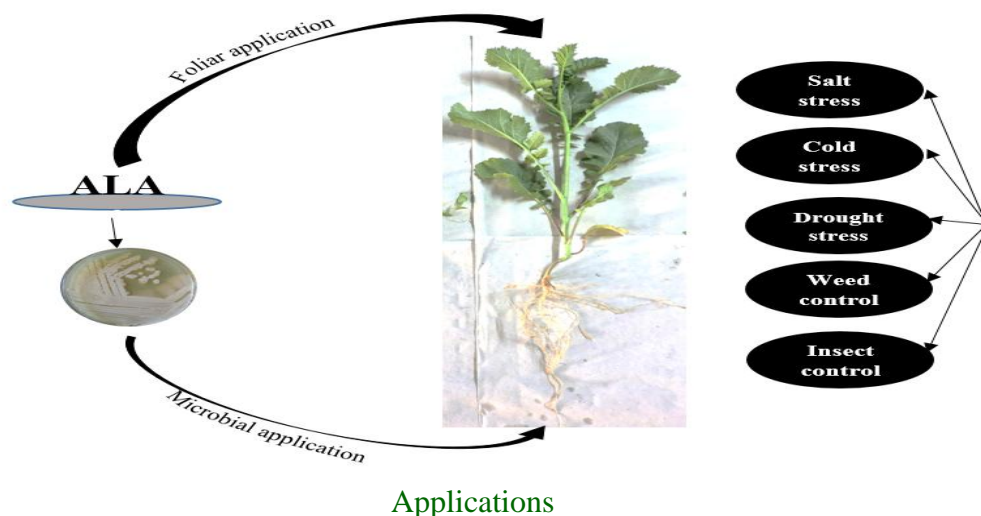 Foliar application
ALA
Microbial application
Salt
stress
Cold
stress
Drought
stress
Weed
control
Insect
control
Applications